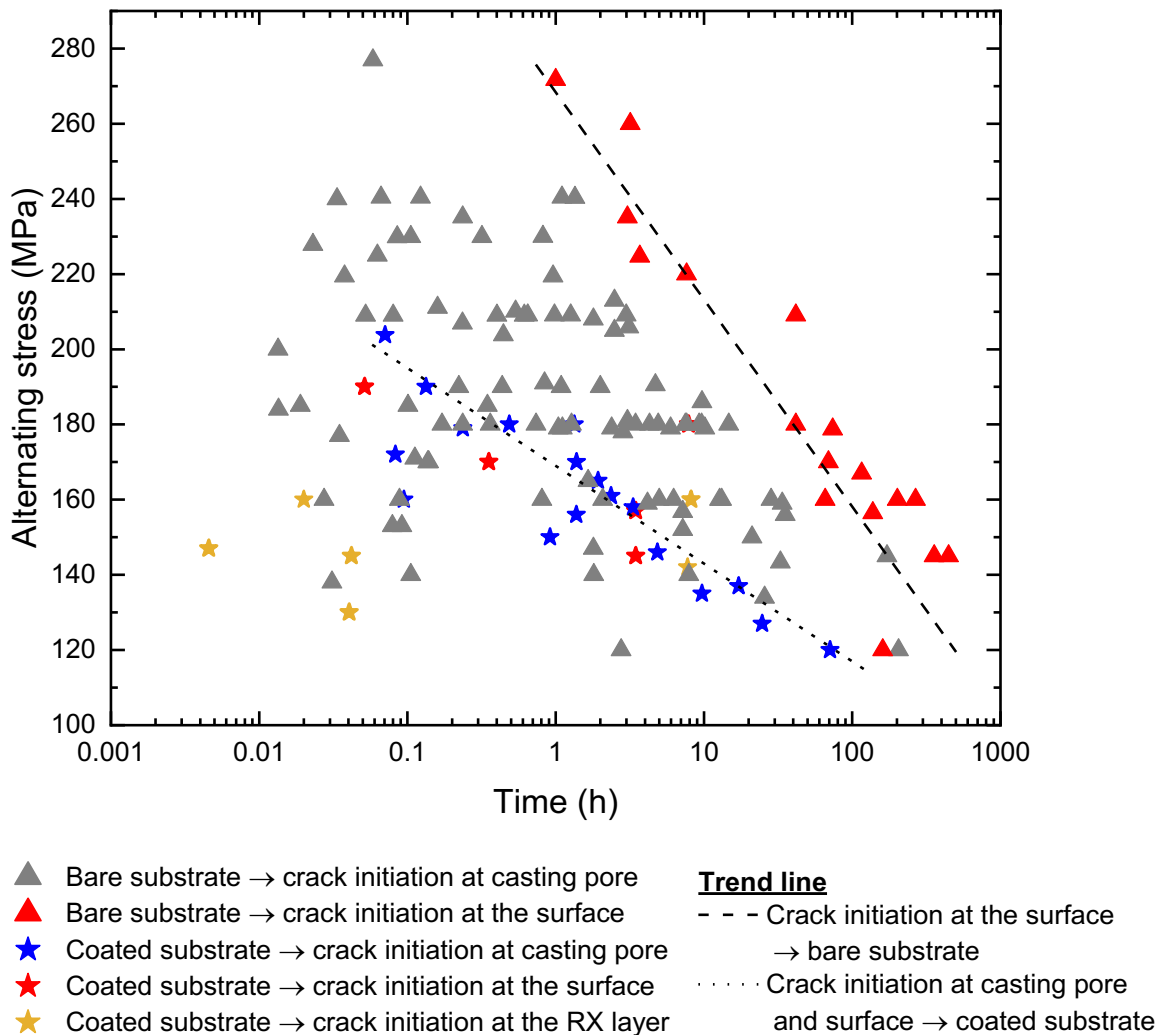 280
260
240
220
200
180
160
140
120
100
Alternating stress (MPa)
0.001
0.01
0.1
1
10
100
1000
Time (h)
Bare substrate → crack initiation at casting pore
Bare substrate → crack initiation at the surface
Coated substrate → crack initiation at casting pore
Coated substrate → crack initiation at the surface
Coated substrate → crack initiation at the RX layer
Trend line
Crack initiation at the surface
→ bare substrate
Crack initiation at casting pore
and surface → coated substrate